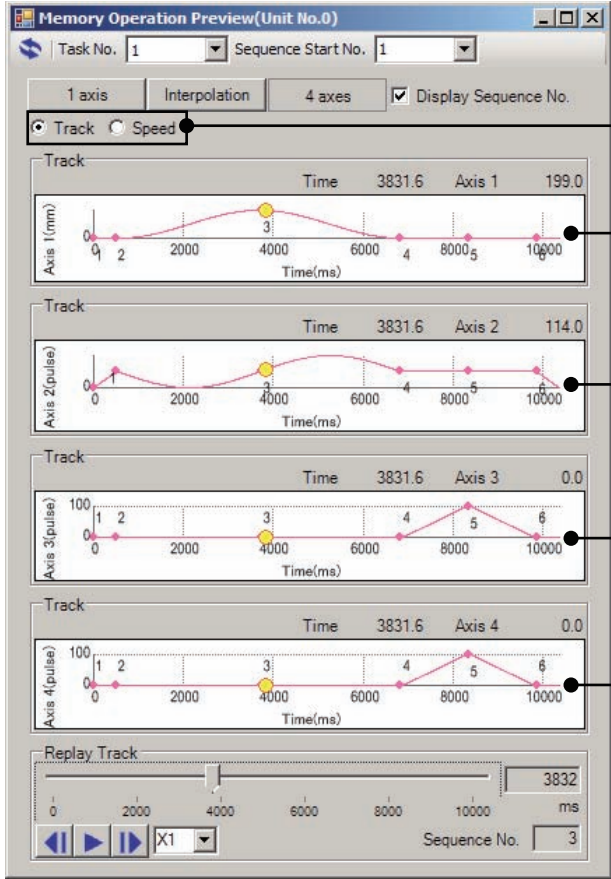 Memory Operation Preview(Unit No.0)
Task No. 1 Sequence Start No. 1
1 axis Interpolation 4 axes Display Sequence No.
Track Speed
Track
Time 3831.6 Axis 1 199.0
Axis 1(mm)
0
1 2 3 4 5 6
0 2000 4000 6000 8000 10000
Time(ms)
Track
Time 3831.6 Axis 2 114.0
Axis 2(pulse)
0
1 3 4 5 6
0 2000 4000 6000 8000 10000
Time(ms)
Track
Time 3831.6 Axis 3 0.0
Axis 3(pulse)
100
0
1 2 3 4 5 6
0 2000 4000 6000 8000 10000
Time(ms)
Track
Time 3831.6 Axis 4 0.0
Axis 4(pulse)
100
0
1 2 3 4 5 6
0 2000 4000 6000 8000 10000
Time(ms)
Replay Track
3832
0 2000 4000 6000 8000 10000 ms
X1 Sequence No. 3